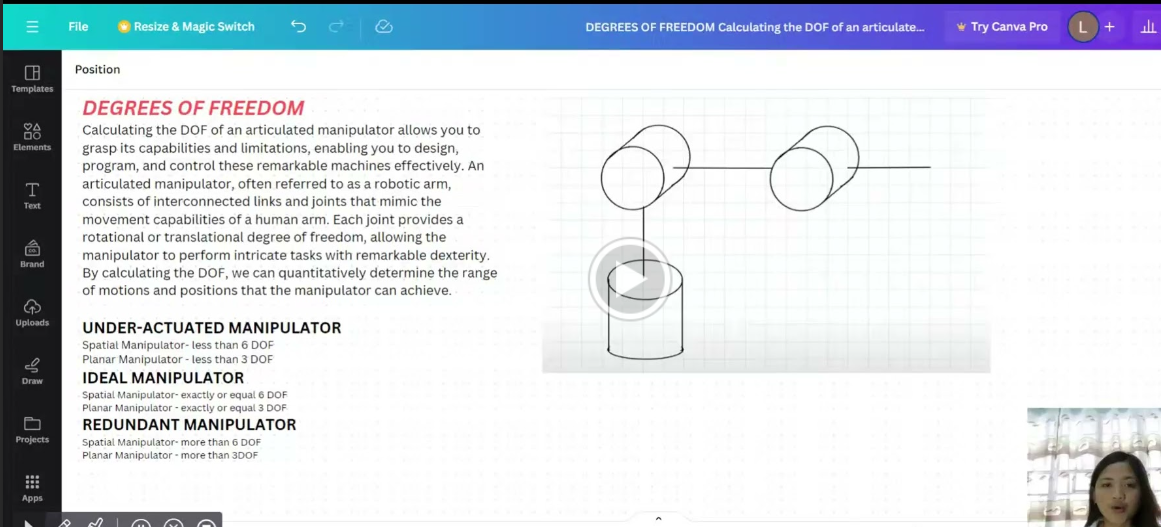 File
Resize & Magic Switch
DEGREES OF FREEDOM Calculating the DOF of an articulate...
Try Canva Pro
L
+
Templates
Elements
Text
Brand
Uploads
Draw
Projects
Apps
Position
DEGREES OF FREEDOM
Calculating the DOF of an articulated manipulator allows you to
grasp its capabilities and limitations, enabling you to design,
program, and control these remarkable machines effectively. An
articulated manipulator, often referred to as a robotic arm,
consists of interconnected links and joints that mimic the
movement capabilities of a human arm. Each joint provides a
rotational or translational degree of freedom, allowing the
manipulator to perform intricate tasks with remarkable dexterity.
By calculating the DOF, we can quantitatively determine the range
of motions and positions that the manipulator can achieve.
UNDER-ACTUATED MANIPULATOR
Spatial Manipulator- less than 6 DOF
Planar Manipulator - less than 3 DOF
IDEAL MANIPULATOR
Spatial Manipulator- exactly or equal 6 DOF
Planar Manipulator - exactly or equal 3 DOF
REDUNDANT MANIPULATOR
Spatial Manipulator- more than 6 DOF
Planar Manipulator - more than 3DOF